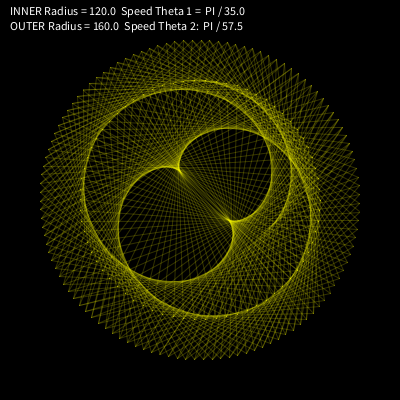 INNER Radius = 120.0  Speed Theta 1 =  PI / 35.0
OUTER Radius = 160.0  Speed Theta 2:  PI / 57.5